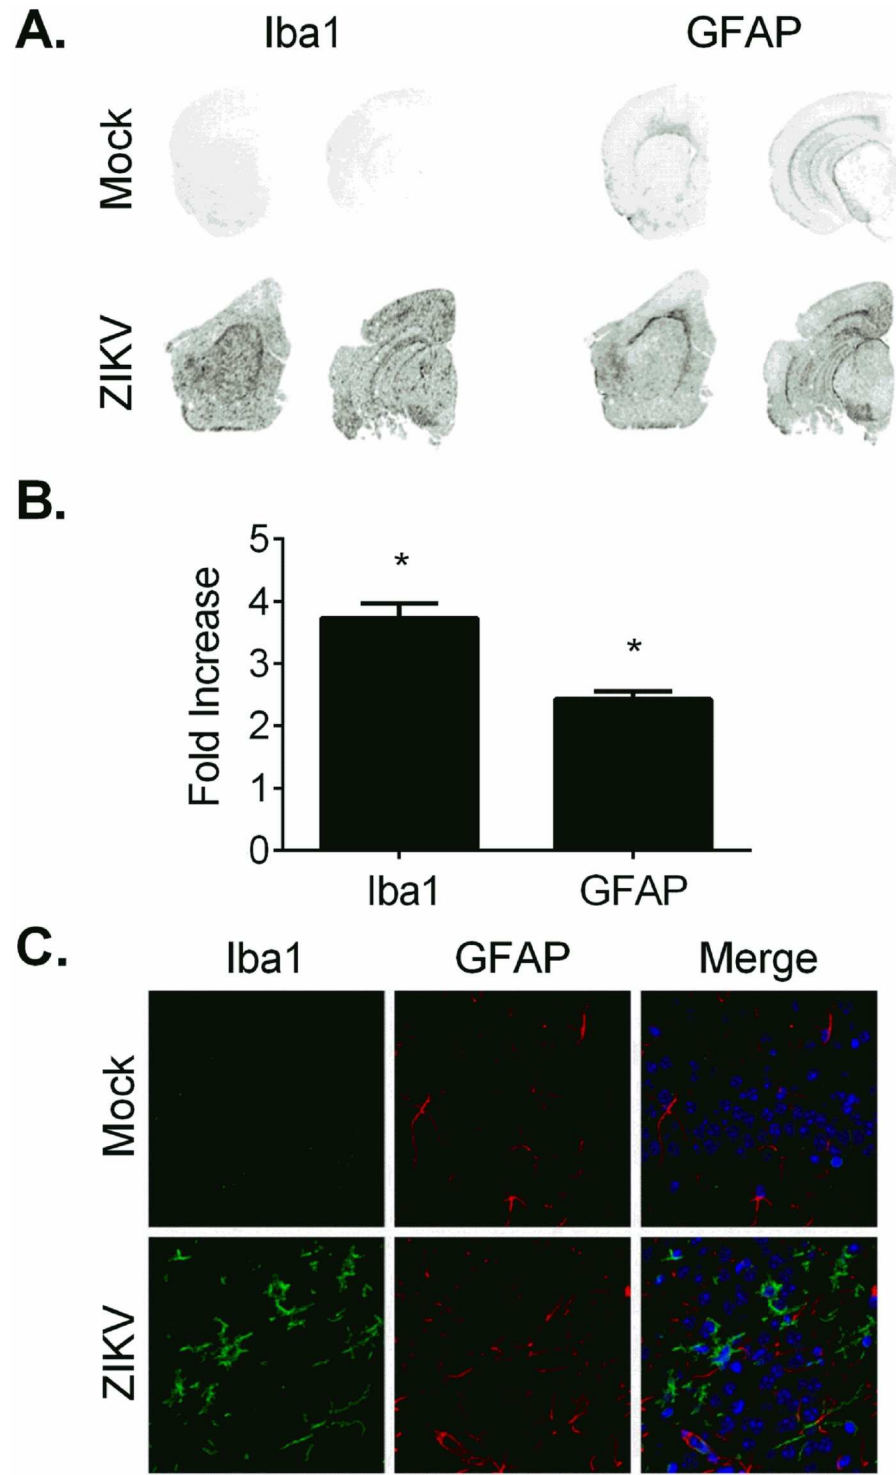 A.
Iba1 GFAP
Mock
ZIKV
B.
Fold Increase
5
4
3
2
1
0
*
*
Iba1 GFAP
C.
Iba1 GFAP Merge
Mock
ZIKV